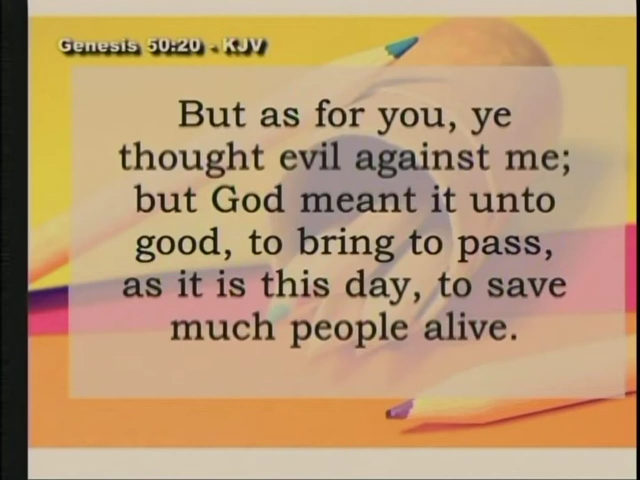 Genesis 50:20 - KJV
But as for you, ye
thought evil against me;
but God meant it unto
good, to bring to pass,
as it is this day, to save
much people alive.